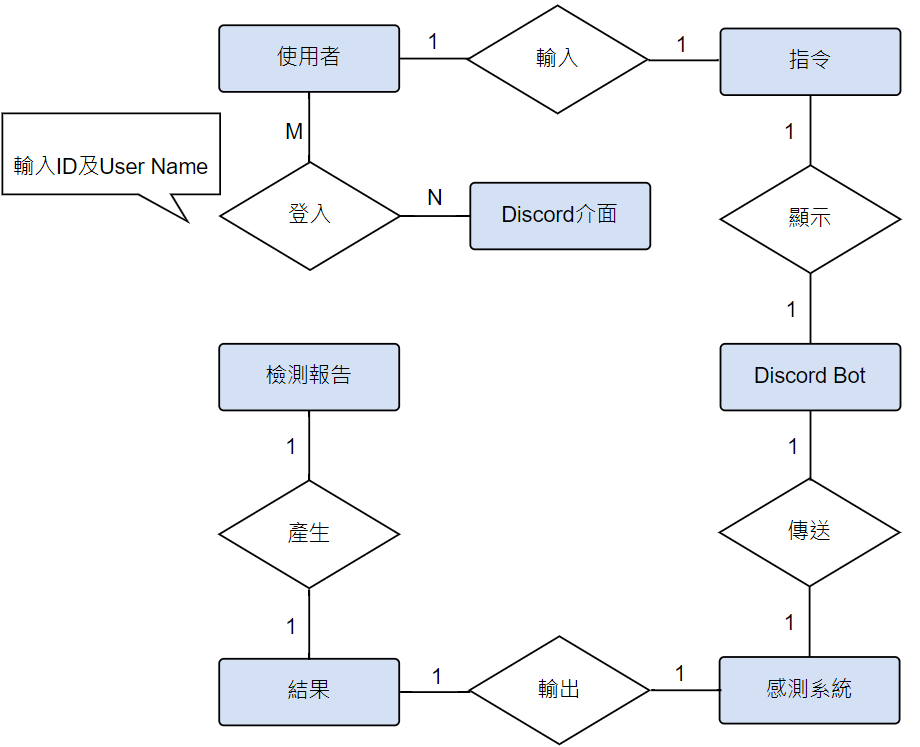 使用者
1
輸入
1
指令
M
1
輸入ID及User Name
登入
N
Discord介面
顯示
1
檢測報告
Discord Bot
1
1
產生
傳送
1
1
結果
1
輸出
1
感測系統